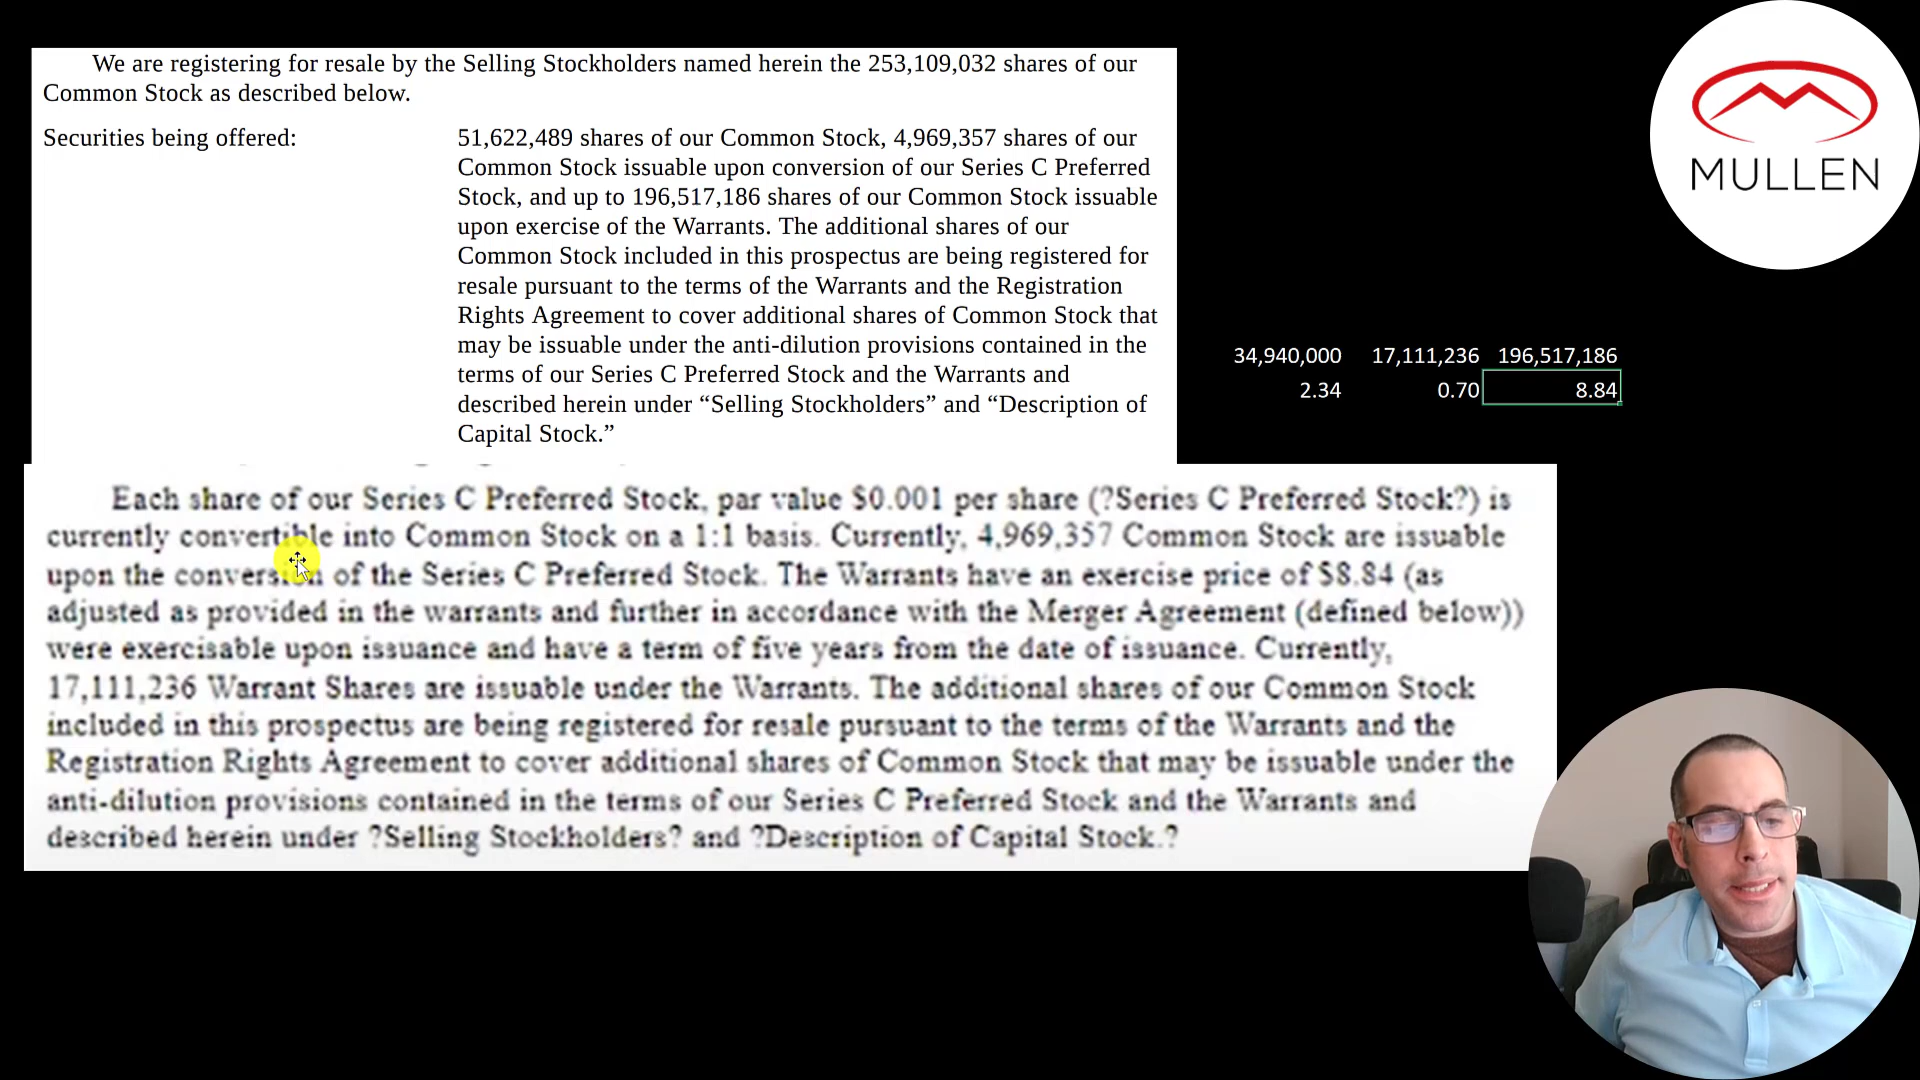 We are registering for resale by the Selling Stockholders named herein the 253,109,032 shares of our
Common Stock as described below.
Securities being offered:
51,622,489 shares of our Common Stock, 4,969,357 shares of our
Common Stock issuable upon conversion of our Series C Preferred
Stock, and up to 196,517,186 shares of our Common Stock issuable
upon exercise of the Warrants. The additional shares of our
Common Stock included in this prospectus are being registered for
resale pursuant to the terms of the Warrants and the Registration
Rights Agreement to cover additional shares of Common Stock that
may be issuable under the anti-dilution provisions contained in the
terms of our Series C Preferred Stock and the Warrants and
described herein under “Selling Stockholders” and “Description of
Capital Stock.”
MULLEN
34,940,000 17,111,236 196,517,186
2.34 0.70 8.84
Each share of our Series C Preferred Stock, par value $0.001 per share (?Series C Preferred Stock?) is
currently convertible into Common Stock on a 1:1 basis. Currently, 4,969,357 Common Stock are issuable
upon the conversion of the Series C Preferred Stock. The Warrants have an exercise price of $8.84 (as
adjusted as provided in the warrants and further in accordance with the Merger Agreement (defined below))
were exercisable upon issuance and have a term of five years from the date of issuance. Currently,
17,111,236 Warrant Shares are issuable under the Warrants. The additional shares of our Common Stock
included in this prospectus are being registered for resale pursuant to the terms of the Warrants and the
Registration Rights Agreement to cover additional shares of Common Stock that may be issuable under the
anti-dilution provisions contained in the terms of our Series C Preferred Stock and the Warrants and
described herein under ?Selling Stockholders? and ?Description of Capital Stock.?